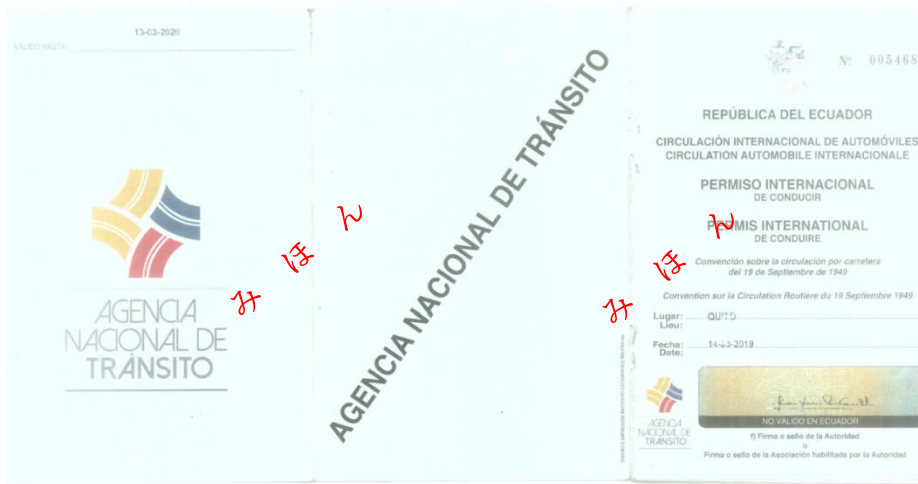 13-03-2020
VÁLIDO HASTA:
AGENCIA
NACIONAL DE
TRÁNSITO
みほん
AGENCIA NACIONAL DE TRÁNSITO
みほん
Nº 005468
REPÚBLICA DEL ECUADOR
CIRCULACIÓN INTERNACIONAL DE AUTOMÓVILES
CIRCULATION AUTOMOBILE INTERNACIONALE
PERMISO INTERNACIONAL
DE CONDUCIR
PERMIS INTERNATIONAL
DE CONDUIRE
Convención sobre la circulación por carretera
del 19 de Septiembre de 1949
Convention sur la Circulation Routiere du 19 Septiembre 1949
Lugar: QUITO
Lieu:
Fecha: 14-03-2019
Date:
AGENCIA
NACIONAL DE
TRÁNSITO
NO VÁLIDO EN ECUADOR
f) Firma o sello de la Autoridad
o
Firma o sello de la Asociación habilitada por la Autoridad